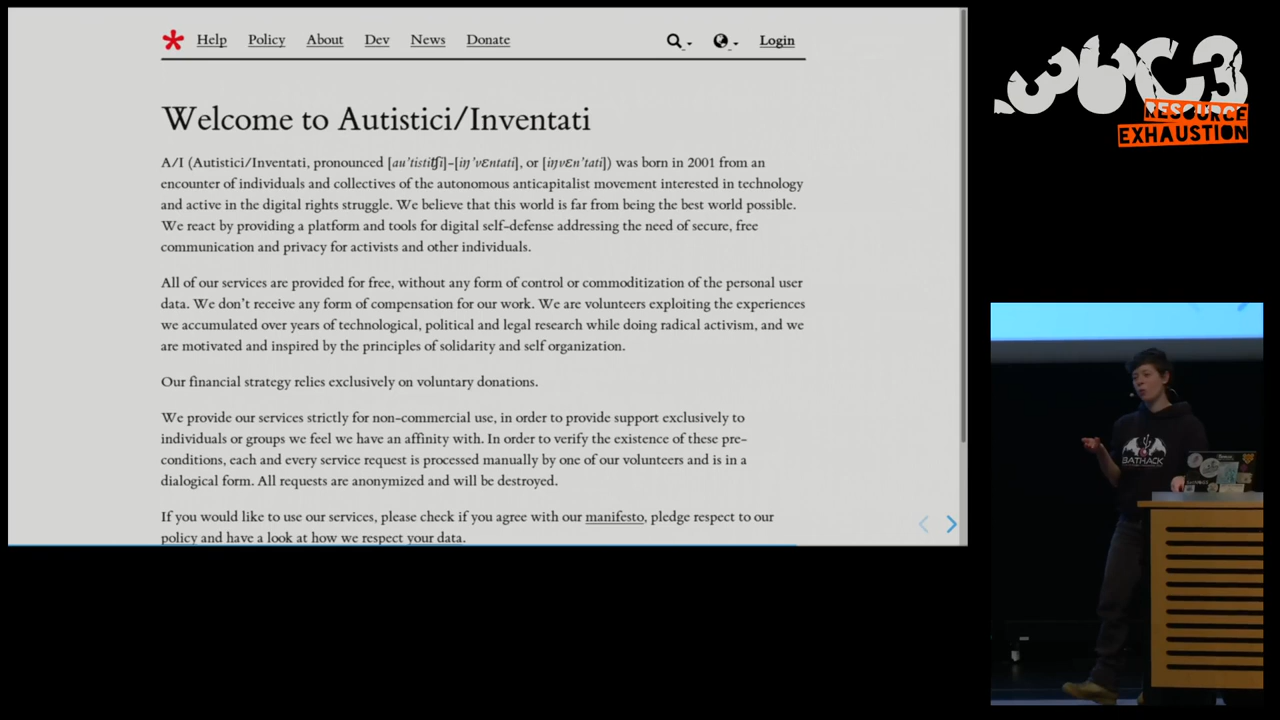 Help Policy About Dev News Donate Login
Welcome to Autistici/Inventati
A/I (Autistici/Inventati, pronounced [au'tistitʃi]-[iŋ'vɛntati], or [iŋvɛn'tati]) was born in 2001 from an
encounter of individuals and collectives of the autonomous anticapitalist movement interested in technology
and active in the digital rights struggle. We believe that this world is far from being the best world possible.
We react by providing a platform and tools for digital self-defense addressing the need of secure, free
communication and privacy for activists and other individuals.
All of our services are provided for free, without any form of control or commoditization of the personal user
data. We don't receive any form of compensation for our work. We are volunteers exploiting the experiences
we accumulated over years of technological, political and legal research while doing radical activism, and we
are motivated and inspired by the principles of solidarity and self organization.
Our financial strategy relies exclusively on voluntary donations.
We provide our services strictly for non-commercial use, in order to provide support exclusively to
individuals or groups we feel we have an affinity with. In order to verify the existence of these pre-
conditions, each and every service request is processed manually by one of our volunteers and is in a
dialogical form. All requests are anonymized and will be destroyed.
If you would like to use our services, please check if you agree with our manifesto, pledge respect to our
policy and have a look at how we respect your data.
36C3
RESOURCE
EXHAUSTION
BATHACK